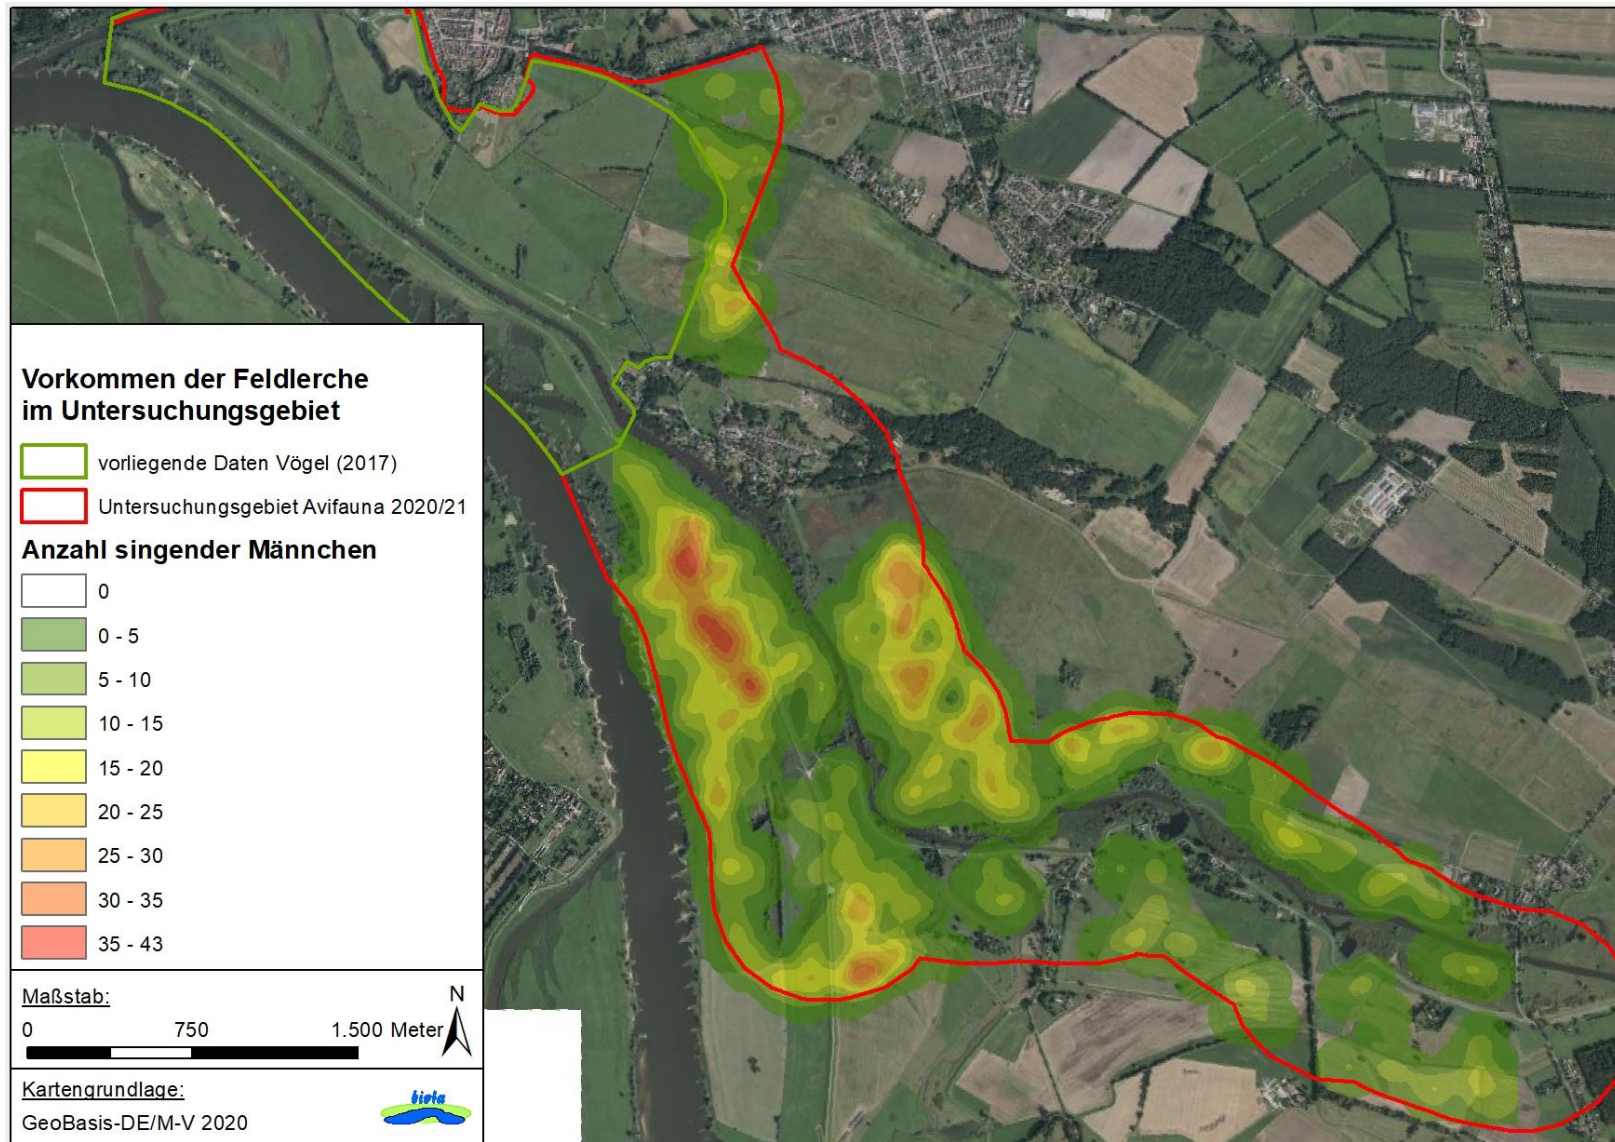 Vorkommen der Feldlerche
im Untersuchungsgebiet
vorliegende Daten Vögel (2017)
Untersuchungsgebiet Avifauna 2020/21
Anzahl singender Männchen
0
0 - 5
5 - 10
10 - 15
15 - 20
20 - 25
25 - 30
30 - 35
35 - 43
Maßstab:
N
0 750 1.500 Meter
Kartengrundlage:
GeoBasis-DE/M-V 2020
biota